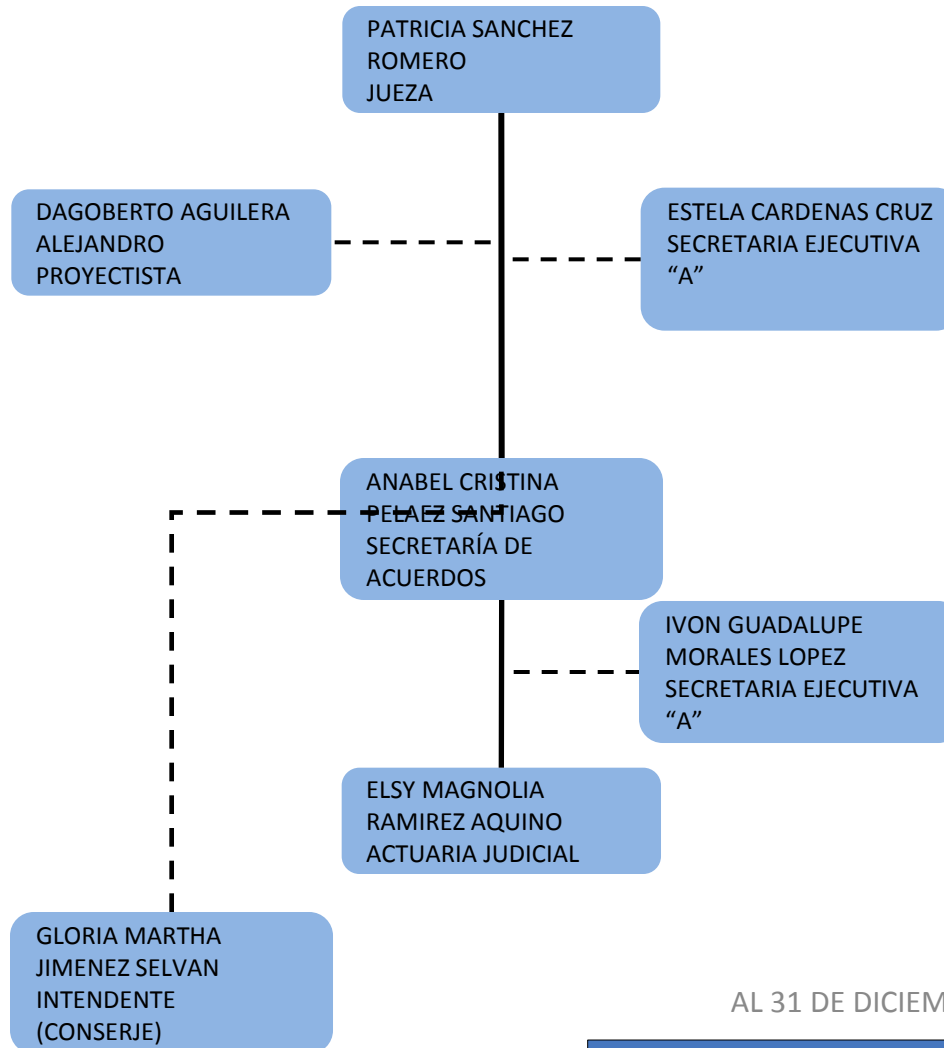 PATRICIA SANCHEZ
ROMERO
JUEZA
DAGOBERTO AGUILERA
ALEJANDRO
PROYECTISTA
ESTELA CARDENAS CRUZ
SECRETARIA EJECUTIVA
“A”
ANABEL CRISTINA
PELAEZ SANTIAGO
SECRETARÍA DE
ACUERDOS
IVON GUADALUPE
MORALES LOPEZ
SECRETARIA EJECUTIVA
“A”
ELSY MAGNOLIA
RAMIREZ AQUINO
ACTUARIA JUDICIAL
GLORIA MARTHA
JIMENEZ SELVAN
INTENDENTE
(CONSERJE)
AL 31 DE DICIEM